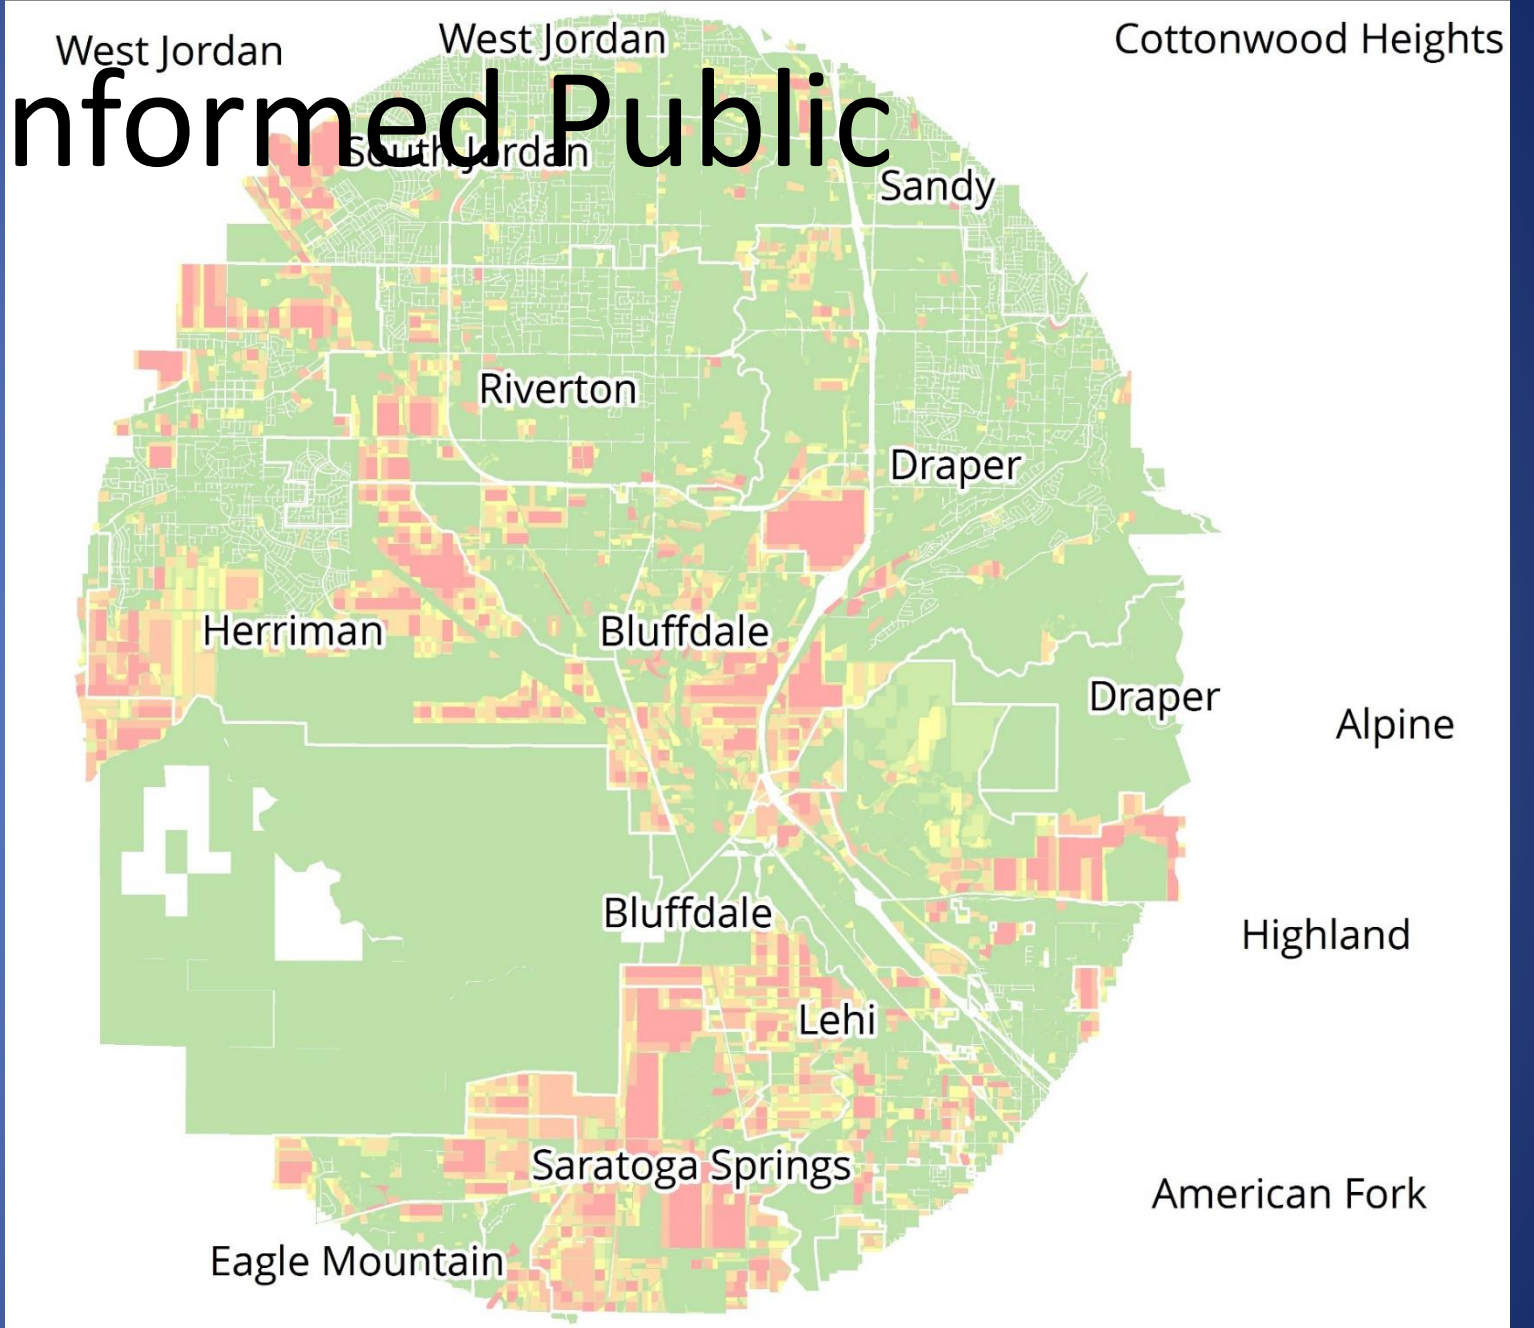 West Jordan
West Jordan
Cottonwood Heights
nformed Public
South Jordan
Sandy
Riverton
Draper
Herriman
Bluffdale
Draper
Alpine
Bluffdale
Highland
Lehi
Saratoga Springs
American Fork
Eagle Mountain